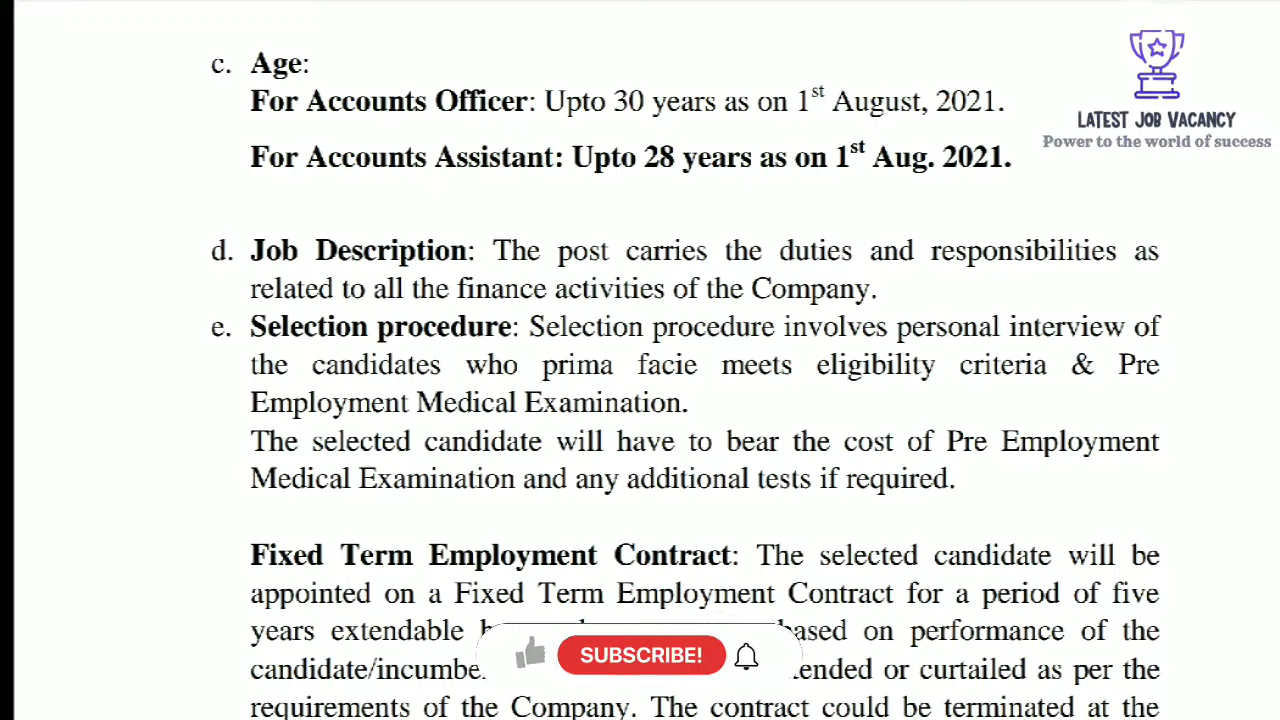 c. Age:
For Accounts Officer: Upto 30 years as on 1st August, 2021.
For Accounts Assistant: Upto 28 years as on 1st Aug. 2021.
LATEST JOB VACANCY
Power to the world of success
d. Job Description: The post carries the duties and responsibilities as
related to all the finance activities of the Company.
e. Selection procedure: Selection procedure involves personal interview of
the candidates who prima facie meets eligibility criteria & Pre
Employment Medical Examination.
The selected candidate will have to bear the cost of Pre Employment
Medical Examination and any additional tests if required.
Fixed Term Employment Contract: The selected candidate will be
appointed on a Fixed Term Employment Contract for a period of five
years extendable based on performance of the
SUBSCRIBE!
or curtailed as per the
requirements of the Company. The contract could be terminated at the